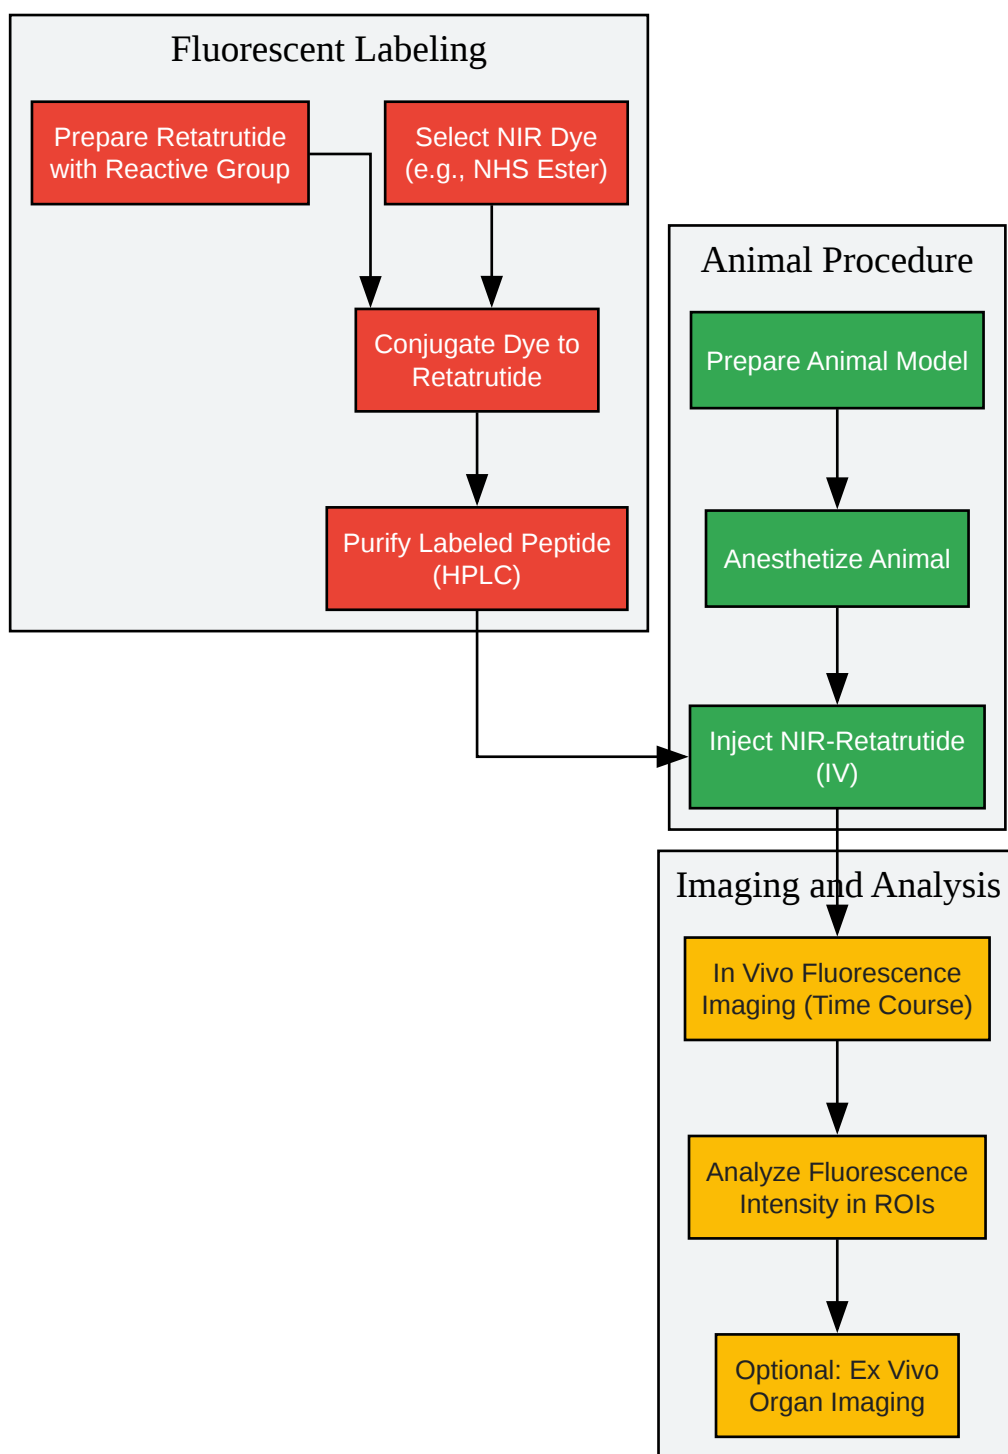 Fluorescent Labeling
Prepare Retatrutide
with Reactive Group
Select NIR Dye
(e.g., NHS Ester)
Conjugate Dye to
Retatrutide
Purify Labeled Peptide
(HPLC)
Animal Procedure
Prepare Animal Model
Anesthetize Animal
Inject NIR-Retatrutide
(IV)
Imaging and Analysis
In Vivo Fluorescence
Imaging (Time Course)
Analyze Fluorescence
Intensity in ROIs
Optional: Ex Vivo
Organ Imaging